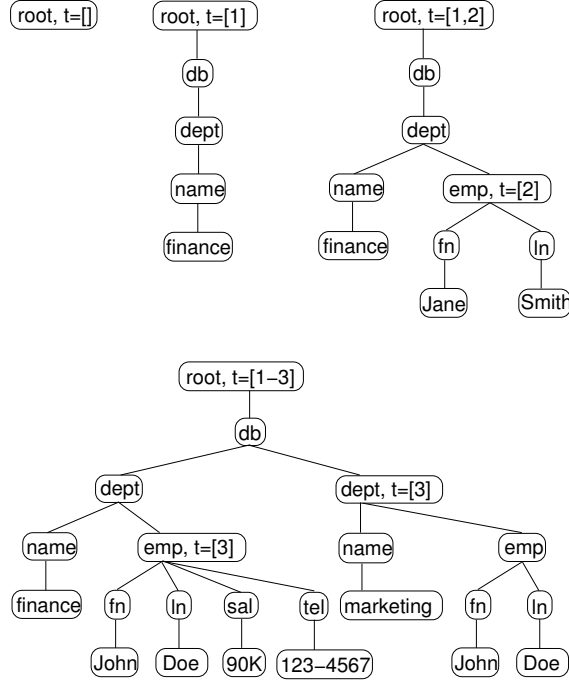 root, t=[] root, t=[1] root, t=[1,2]
db db
dept dept
name name emp, t=[2]
finance finance fn ln
Jane Smith
root, t=[1−3]
db
dept dept, t=[3]
name emp, t=[3] name emp
finance fn ln sal tel marketing fn ln
John Doe 90K 123−4567 John Doe